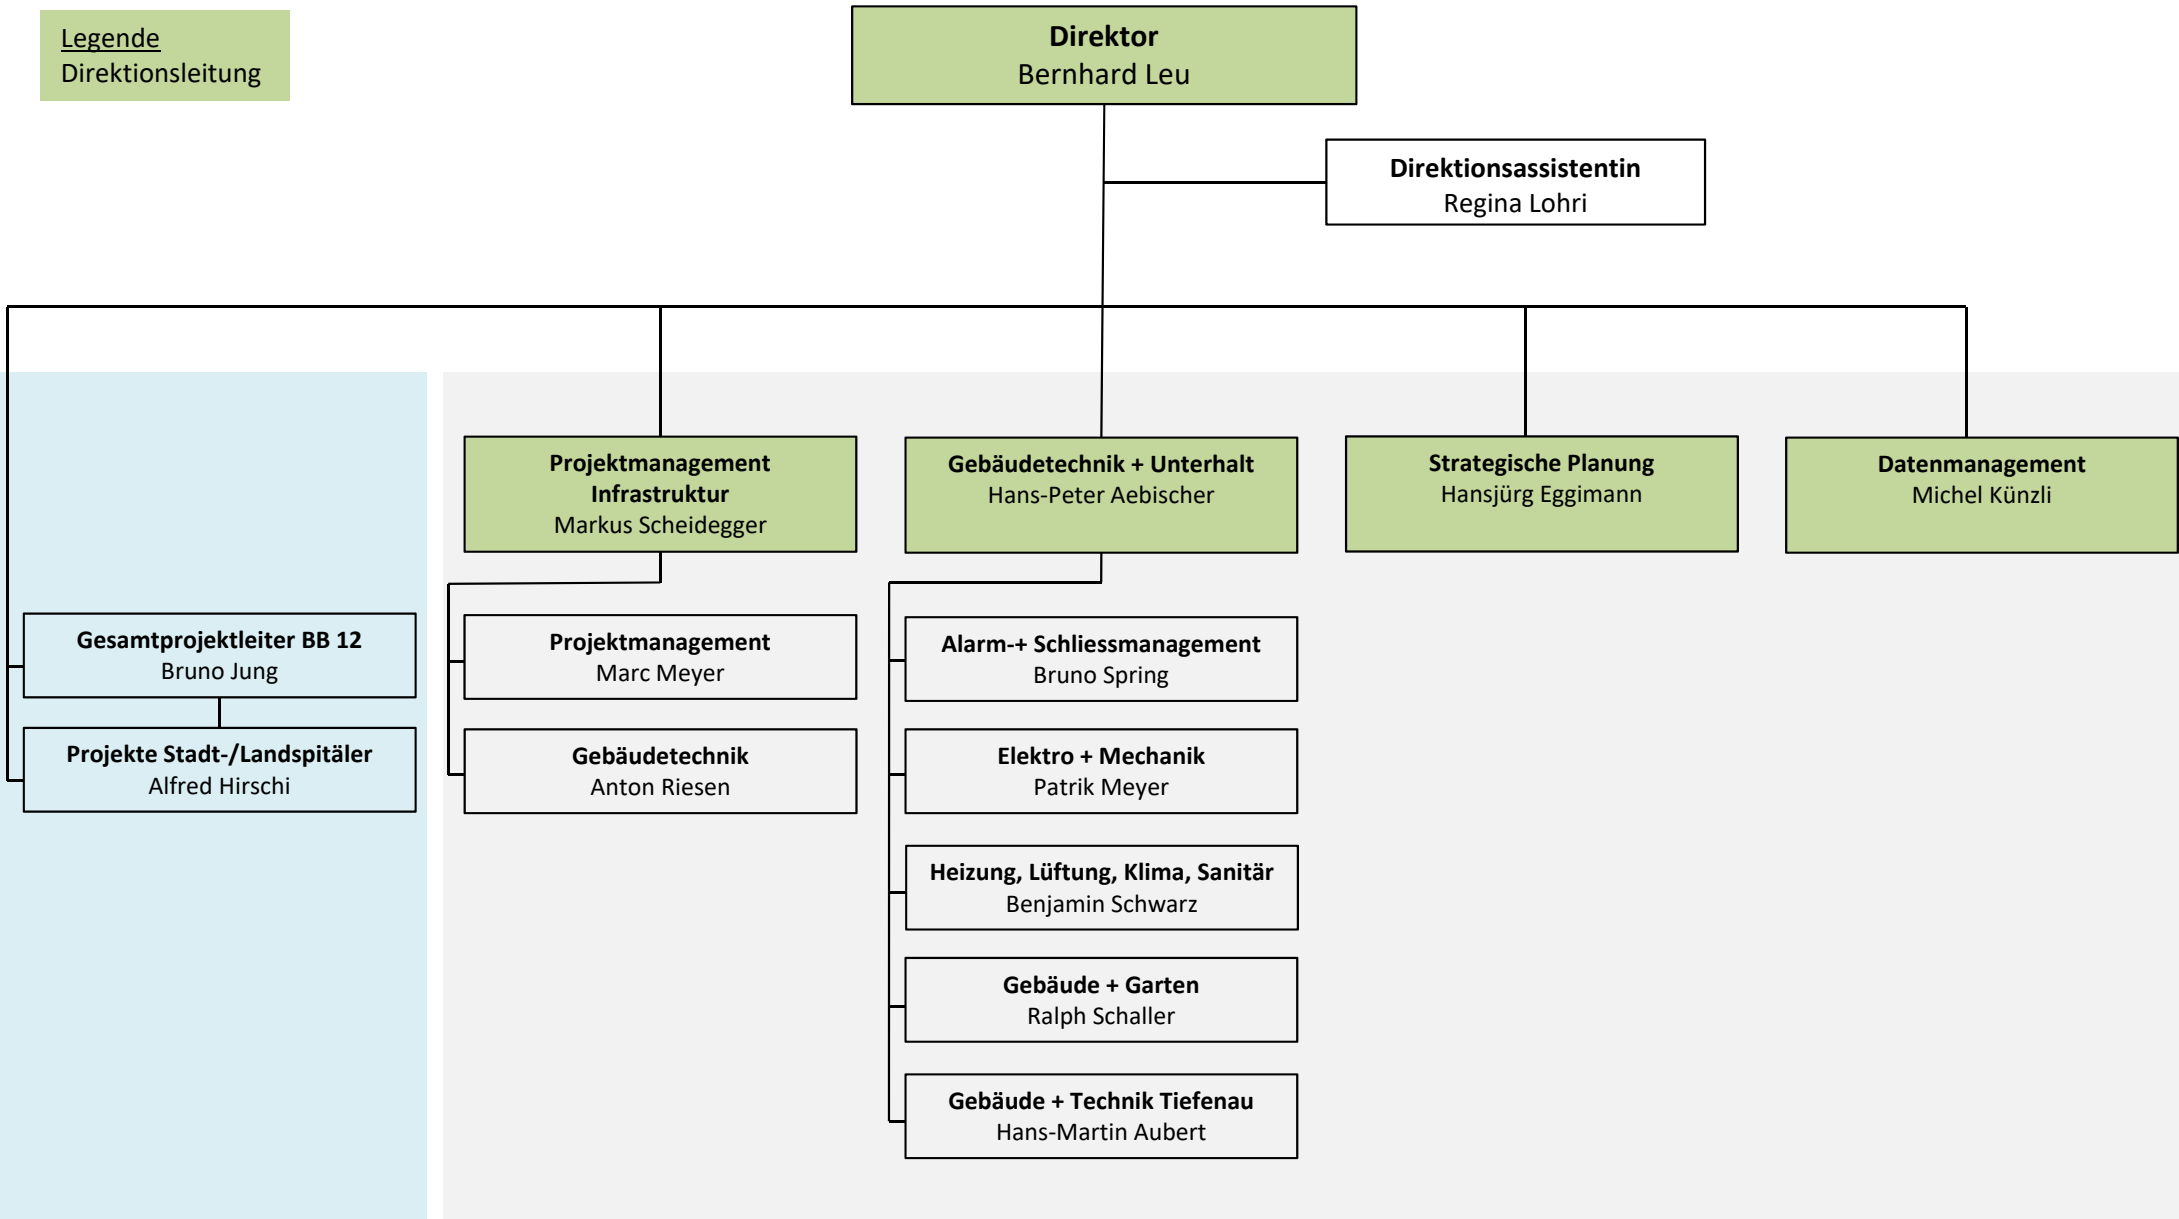 Legende
Direktionsleitung
Direktor
Bernhard Leu
Direktionsassistentin
Regina Lohri
Projektmanagement
Infrastruktur
Markus Scheidegger
Gebäudetechnik + Unterhalt
Hans-Peter Aebischer
Strategische Planung
Hansjürg Eggimann
Datenmanagement
Michel Künzli
Gesamtprojektleiter BB 12
Bruno Jung
Projekte Stadt-/Landspitäler
Alfred Hirschi
Projektmanagement
Marc Meyer
Gebäudetechnik
Anton Riesen
Alarm-+ Schliessmanagement
Bruno Spring
Elektro + Mechanik
Patrik Meyer
Heizung, Lüftung, Klima, Sanitär
Benjamin Schwarz
Gebäude + Garten
Ralph Schaller
Gebäude + Technik Tiefenau
Hans-Martin Aubert